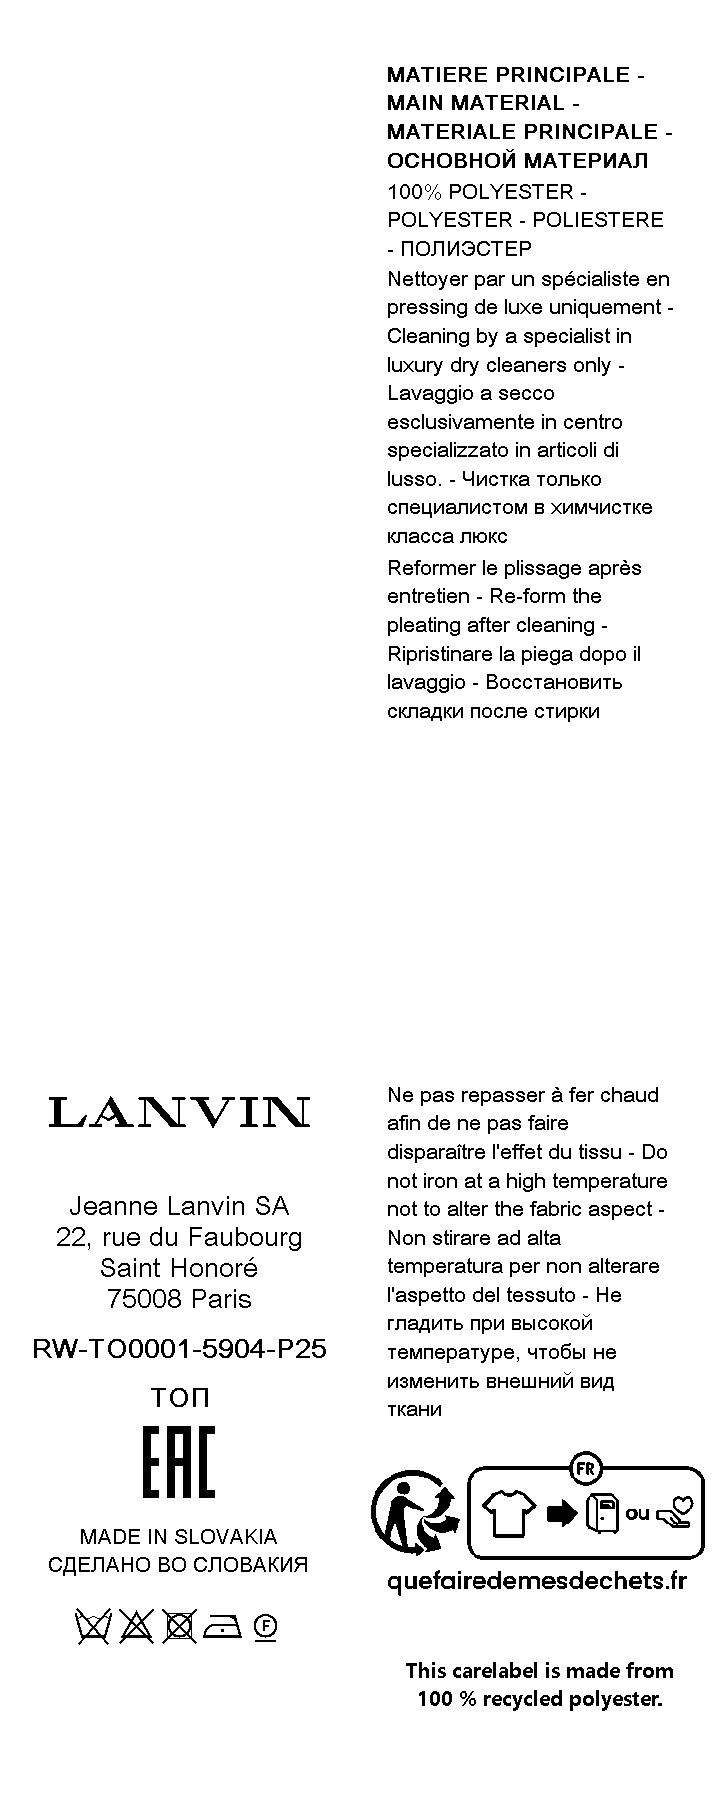 MATIERE PRINCIPALE -
MAIN MATERIAL -
MATERIALE PRINCIPALE -
ОСНОВНОЙ МАТЕРИАЛ
100% POLYESTER -
POLYESTER - POLIESTERE
- ПОЛИЭСТЕР
Nettoyer par un spécialiste en
pressing de luxe uniquement -
Cleaning by a specialist in
luxury dry cleaners only -
Lavaggio a secco
esclusivamente in centro
specializzato in articoli di
lusso. - Чистка только
специалистом в химчистке
класса люкс
Reformer le plissage après
entretien - Re-form the
pleating after cleaning -
Ripristinare la piega dopo il
lavaggio - Восстановить
складки после стирки
LANVIN
Jeanne Lanvin SA
22, rue du Faubourg
Saint Honoré
75008 Paris
RW-TO0001-5904-P25
ТОП
EAC
MADE IN SLOVAKIA
СДЕЛАНО ВО СЛОВАКИЯ
F
Ne pas repasser à fer chaud
afin de ne pas faire
disparaître l'effet du tissu - Do
not iron at a high temperature
not to alter the fabric aspect -
Non stirare ad alta
temperatura per non alterare
l'aspetto del tessuto - Не
гладить при высокой
температуре, чтобы не
изменить внешний вид
ткани
FR
ou
quefairedemesdechets.fr
This carelabel is made from
100 % recycled polyester.